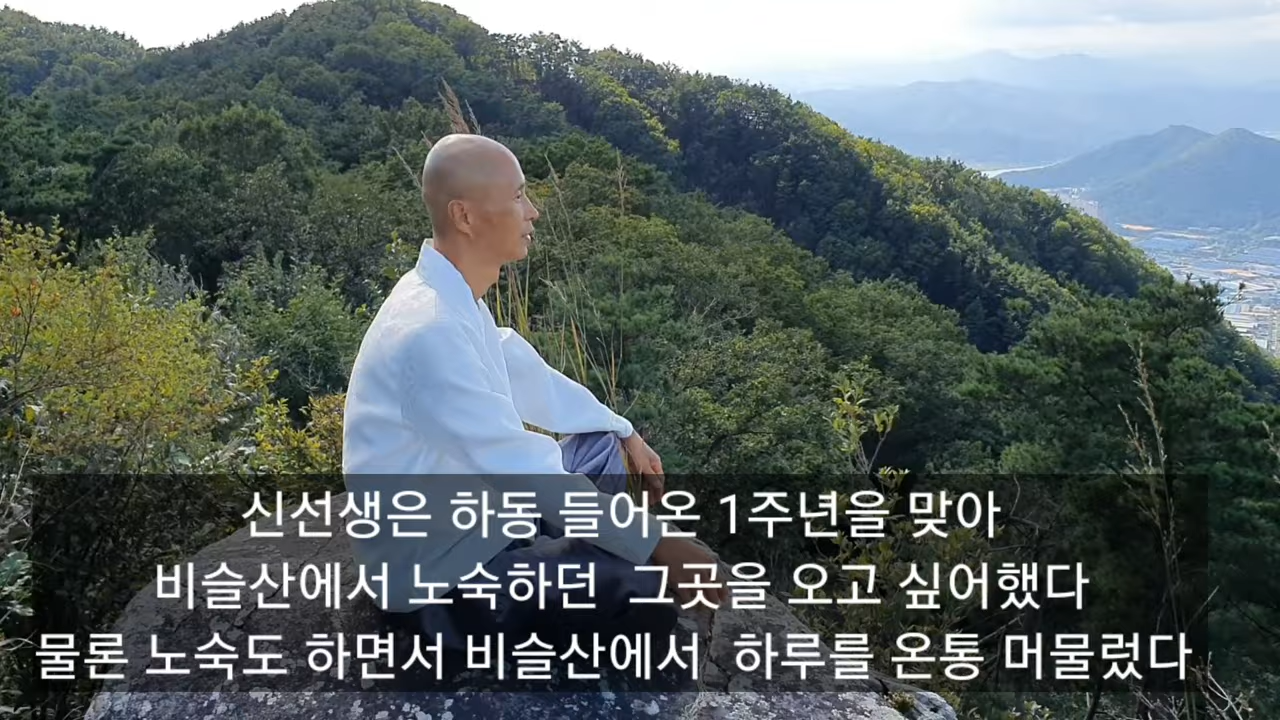 신선생은 하동 들어온 1주년을 맞아
비슬산에서 노숙하던 그곳을 오고 싶어했다
물론 노숙도 하면서 비슬산에서 하루를 온통 머물렀다